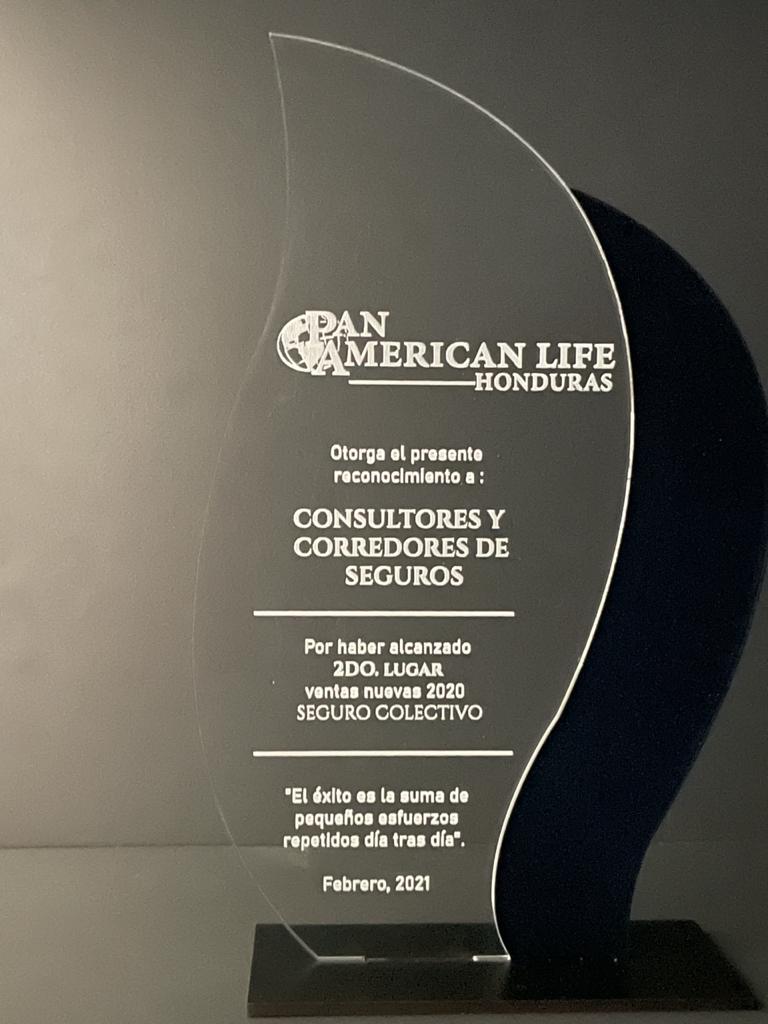 PAN
AMERICAN LIFE
HONDURAS
Otorga el presente
reconocimiento a :
CONSULTORES Y
CORREDORES DE
SEGUROS
Por haber alcanzado
2DO. LUGAR
ventas nuevas 2020
SEGURO COLECTIVO
"El éxito es la suma de
pequeños esfuerzos
repetidos día tras día".
Febrero, 2021